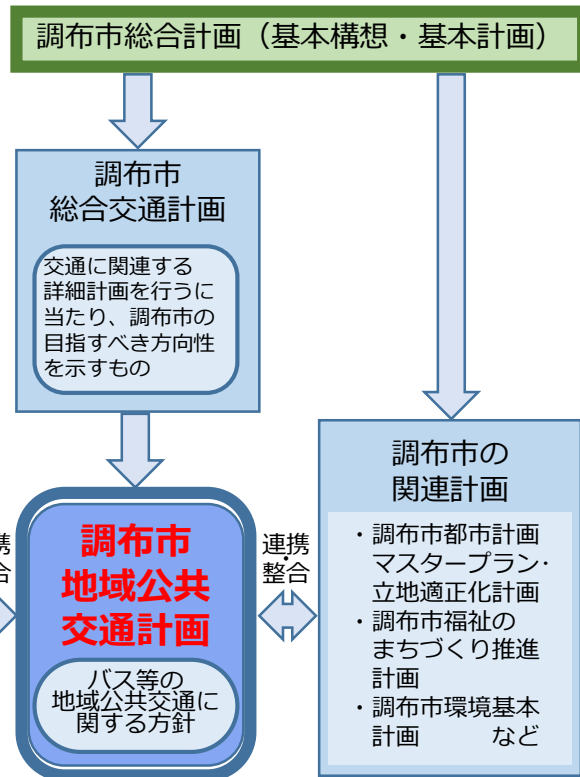 調布市総合計画（基本構想・基本計画）
調布市
総合交通計画
交通に関連する
詳細計画を行うに
当たり、調布市の
目指すべき方向性
を示すもの
携
合
調布市
地域公共
交通計画
バス等の
地域公共交通に
関する方針
連・携
整合
調布市の
関連計画
・調布市都市計画
マスタープラン・
立地適正化計画
・調布市福祉の
まちづくり推進
計画
・調布市環境基本
計画 など